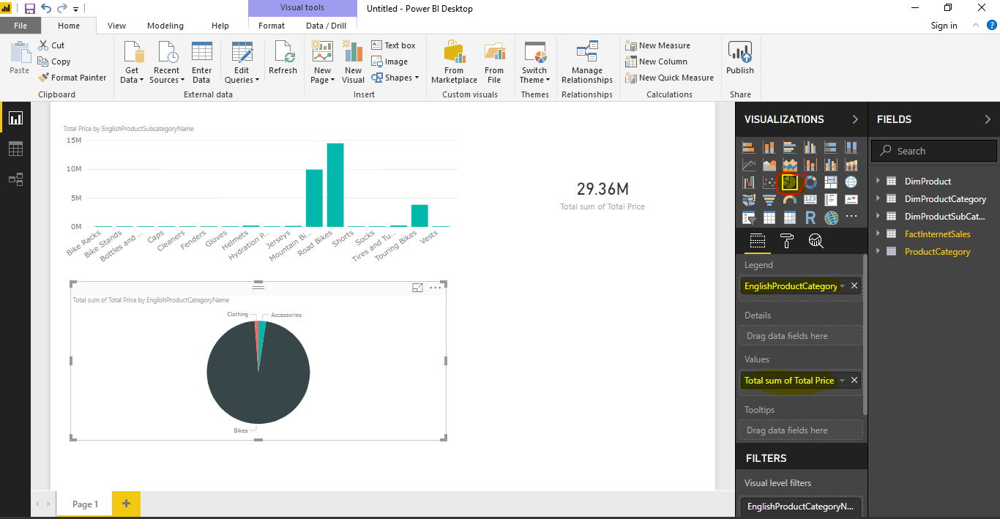 Visual tools
Untitled - Power BI Desktop
File
Home
View
Modeling
Help
Format
Data / Drill
Sign in
?
Paste
Cut
Copy
Format Painter
Clipboard
Get Data
Recent Sources
Enter Data
Edit Queries
Refresh
External data
New Page
New Visual
Text box
Image
Shapes
Insert
From Marketplace
From File
Custom visuals
Switch Theme
Themes
Manage Relationships
Relationships
New Measure
New Column
New Quick Measure
Calculations
Publish
Share
Total Price by EnglishProductSubcategoryName
15M
10M
5M
0M
Bike Racks
Bike Stands
Bottles and ...
Caps
Cleaners
Fenders
Gloves
Helmets
Hydration P...
Jerseys
Mountain Bi...
Road Bikes
Shorts
Socks
Tires and Tu...
Touring Bikes
Vests
29.36M
Total sum of Total Price
Total sum of Total Price by EnglishProductCategoryName
Clothing
Accessories
Bikes
Page 1
+
VISUALIZATIONS
123
R
Legend
EnglishProductCategory
Details
Drag data fields here
Values
Total sum of Total Price
Tooltips
Drag data fields here
FILTERS
Visual level filters
EnglishProductCategoryN...
FIELDS
Search
DimProduct
DimProductCategory
DimProductSubCat...
FactInternetSales
ProductCategory